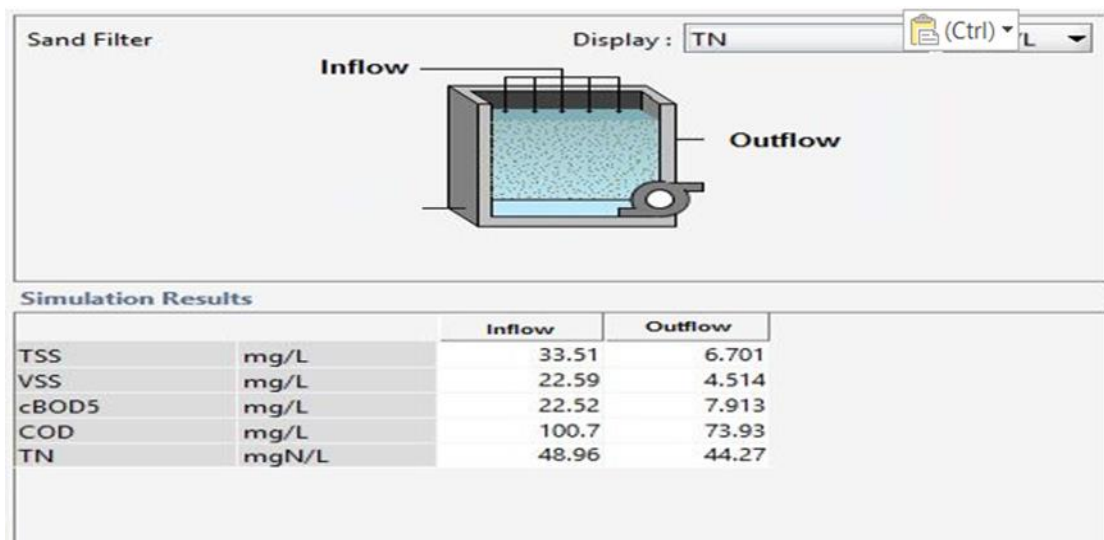 Sand Filter Display : TN (Ctrl) /L
Inflow
Outflow
Simulation Results
Inflow Outflow
TSS mg/L 33.51 6.701
VSS mg/L 22.59 4.514
cBOD5 mg/L 22.52 7.913
COD mg/L 100.7 73.93
TN mgN/L 48.96 44.27